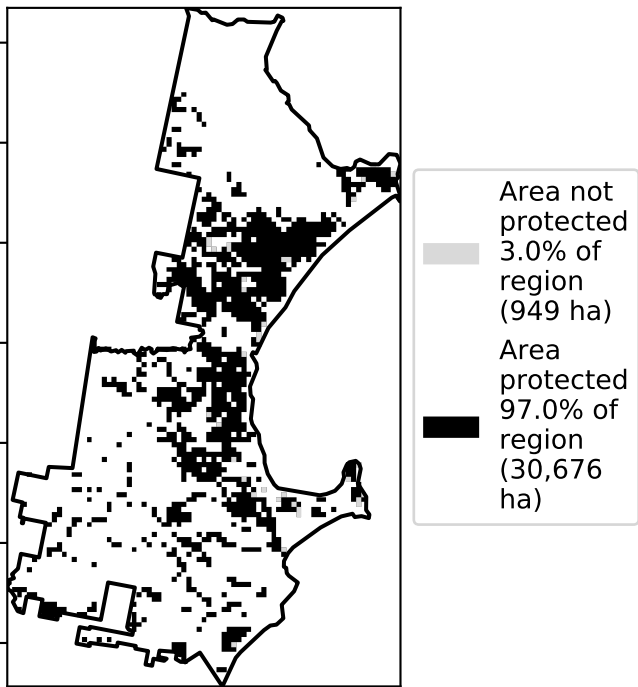 Area not
protected
3.0% of
region
(949 ha)
Area
protected
97.0% of
region
(30,676
ha)